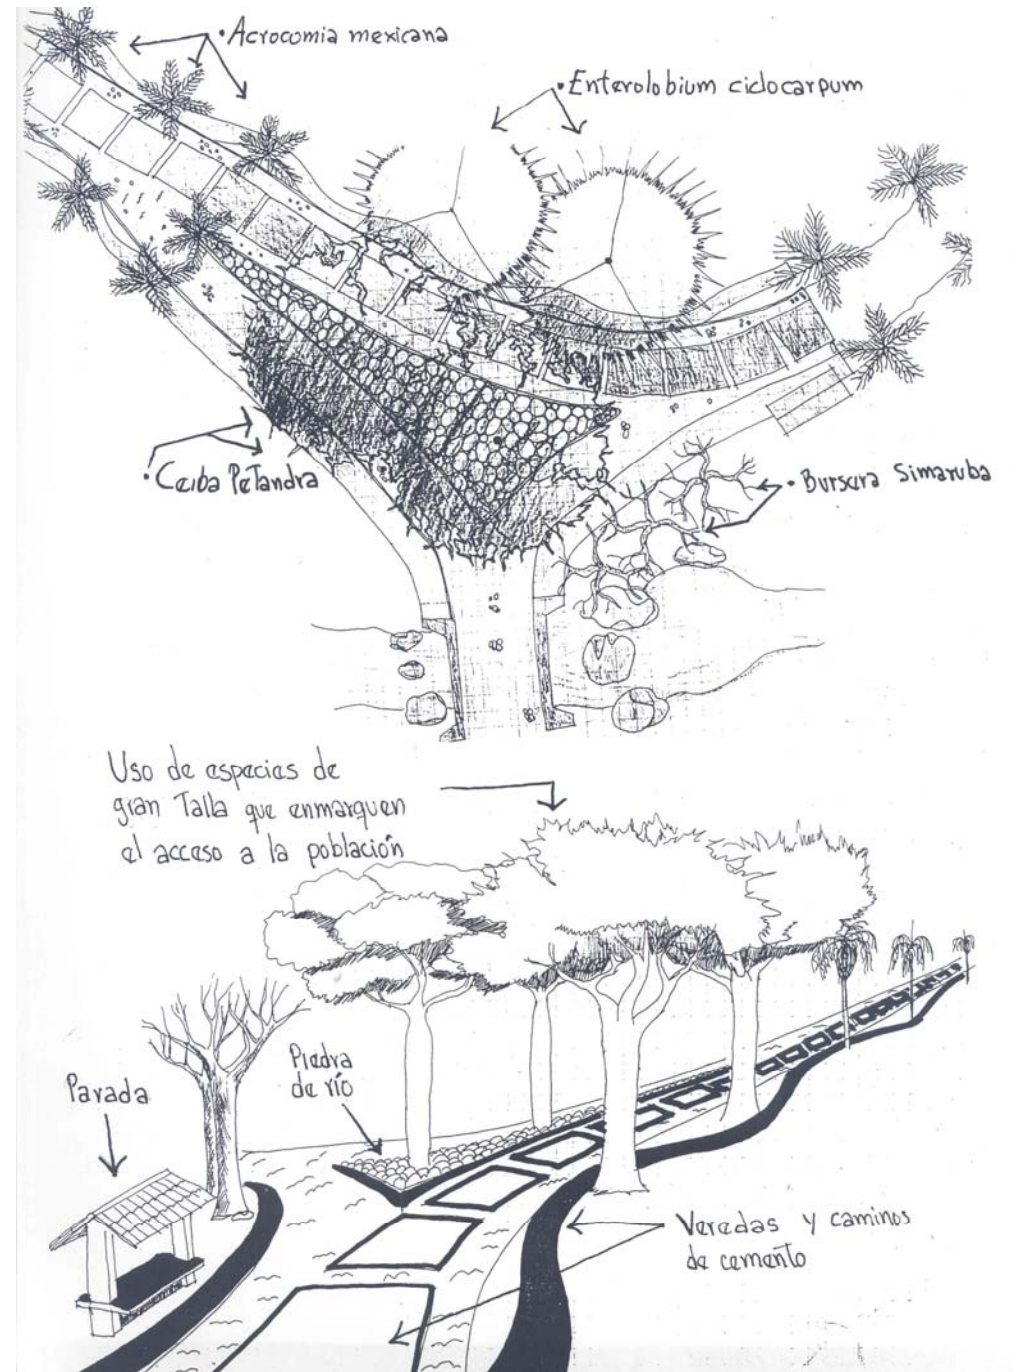 • Acrocomia mexicana
• Enterolobium ciclocarpum
• Ceiba Petandra
• Bursera Simaruba
Uso de especies de
gran Talla que enmarquen
el acceso a la población
Piedra
de río
Parada
Veredas y caminos
de cemento